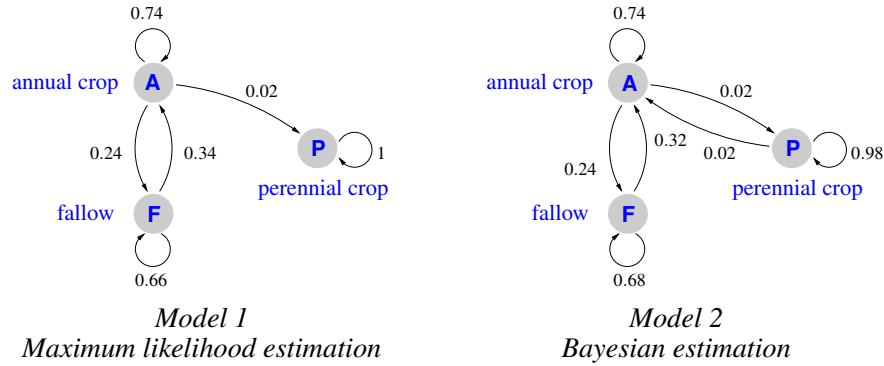 0.74
annual crop
A
0.02
0.24
0.34
P
1
perennial crop
fallow
F
0.66
Model 1
Maximum likelihood estimation
0.74
annual crop
A
0.02
0.32
0.02
0.24
P
0.98
perennial crop
fallow
F
0.68
Model 2
Bayesian estimation